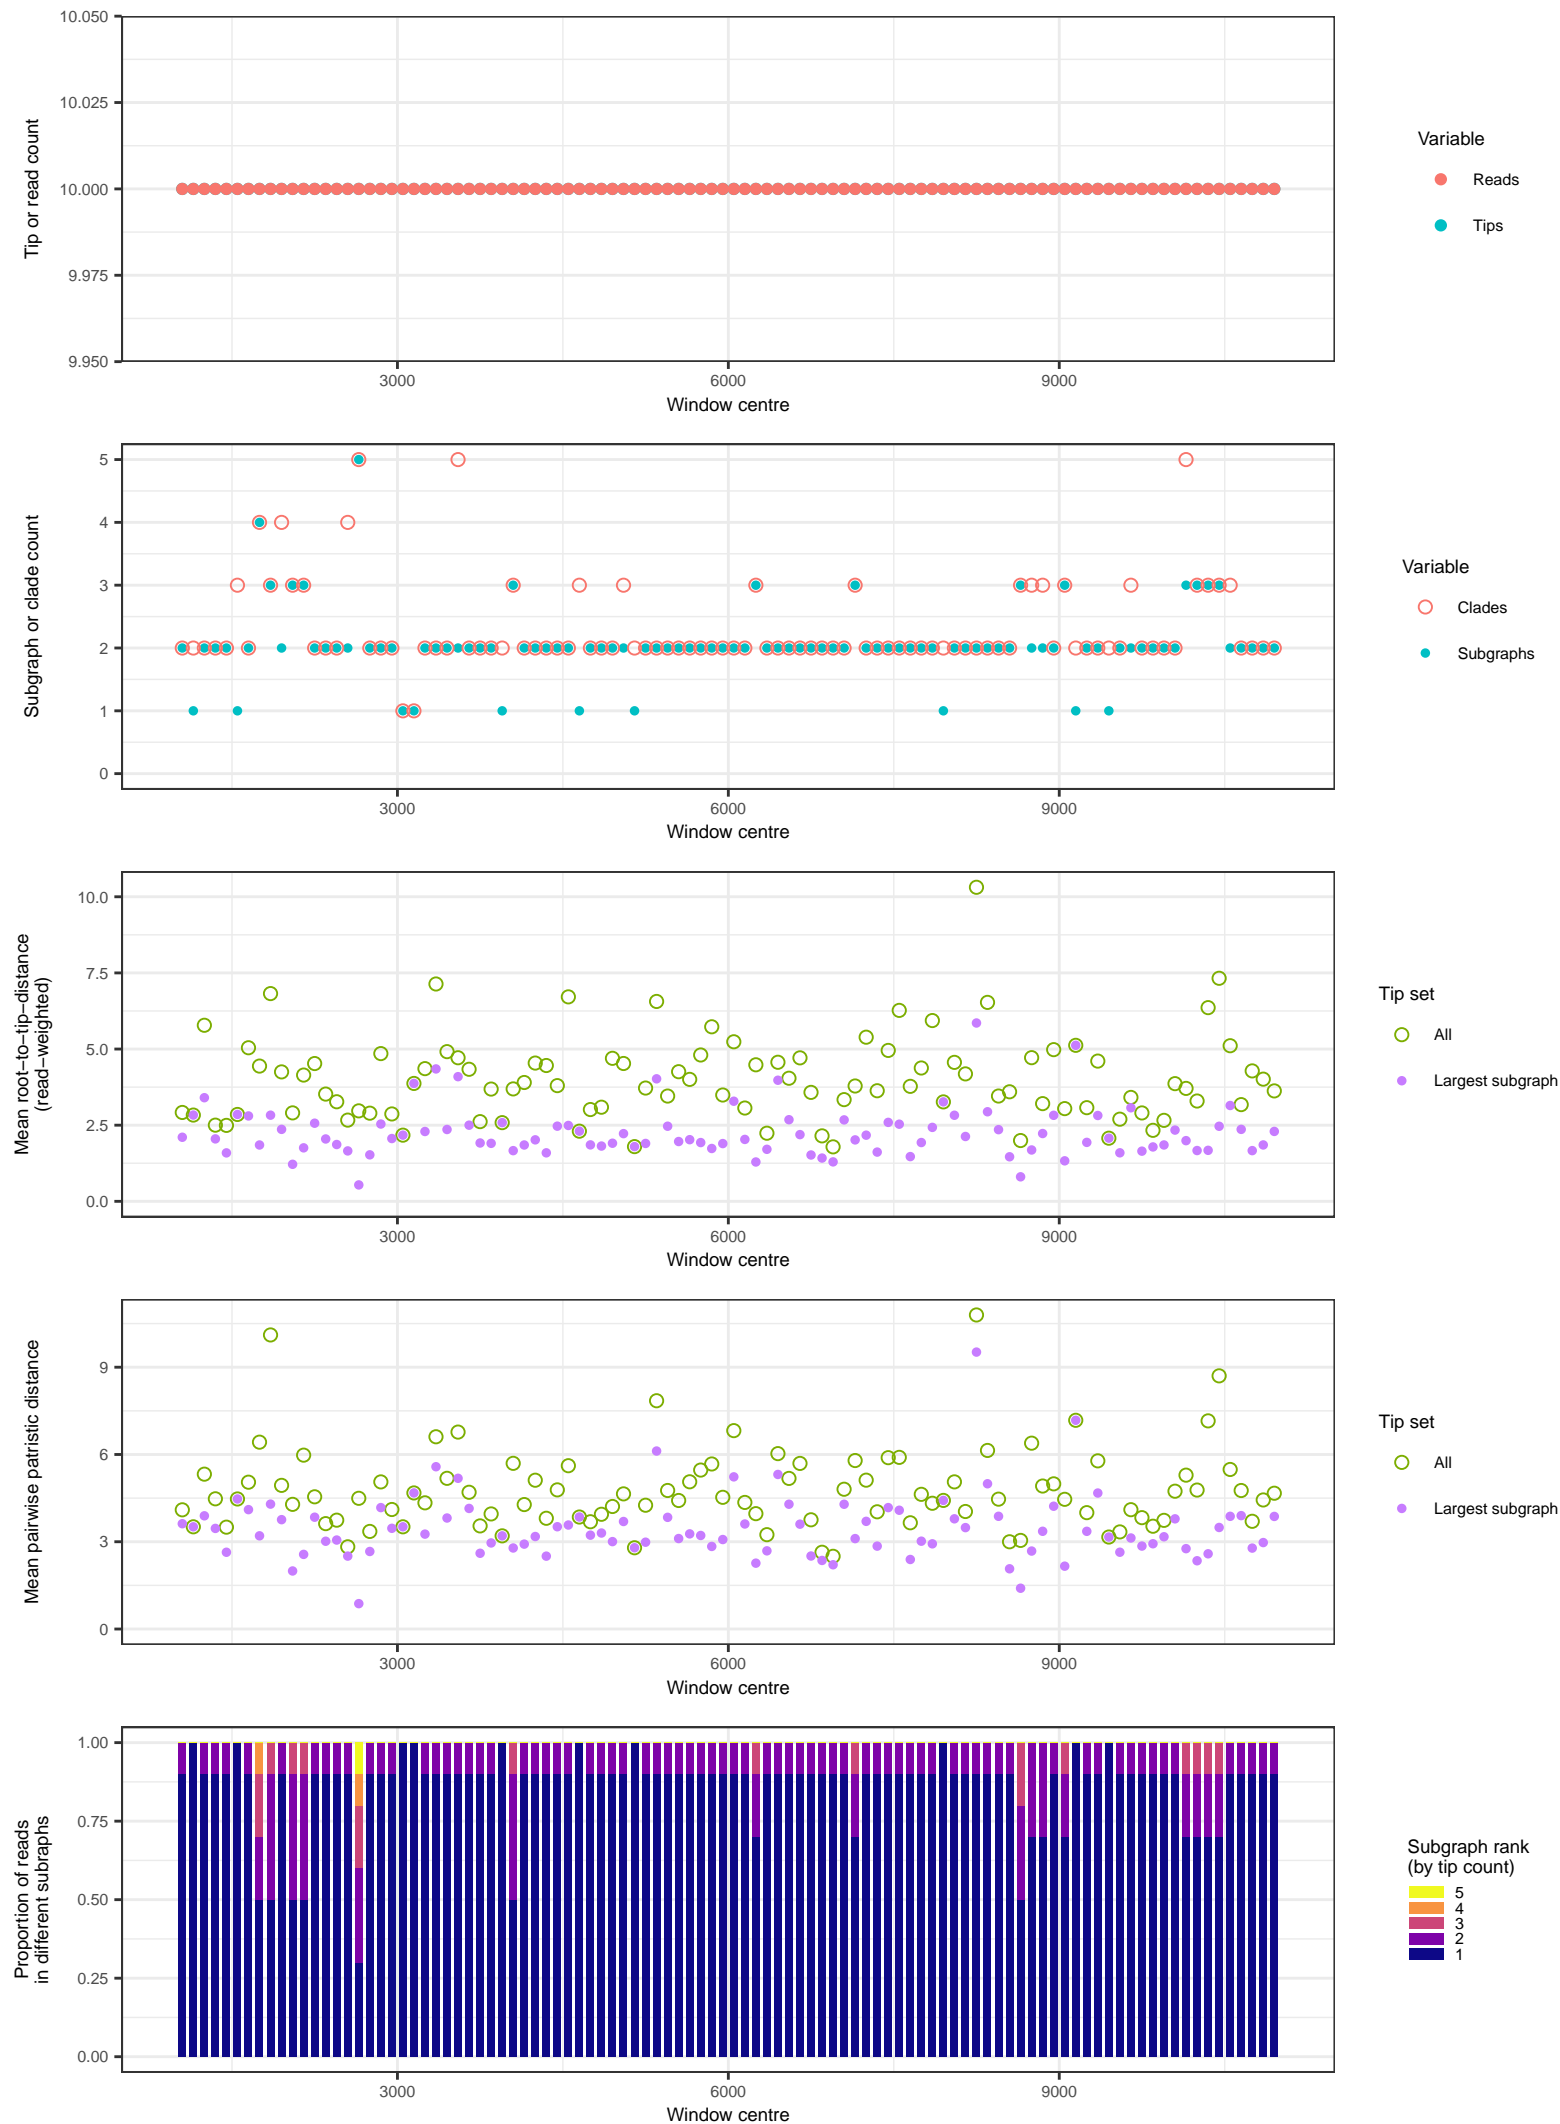 10.050
10.025
10.000
9.975
9.950
Tip or read count
3000
6000
9000
Window centre
Variable
Reads
Tips
5
4
3
2
1
0
Subgraph or clade count
3000
6000
9000
Window centre
Variable
Clades
Subgraphs
10.0
7.5
5.0
2.5
0.0
Mean root−to−tip−distance
(read−weighted)
3000
6000
9000
Window centre
Tip set
All
Largest subgraph
9
6
3
0
Mean pairwise patristic distance
3000
6000
9000
Window centre
Tip set
All
Largest subgraph
1.00
0.75
0.50
0.25
0.00
Proportion of reads
in different subraphs
3000
6000
9000
Window centre
Subgraph rank
(by tip count)
5
4
3
2
1